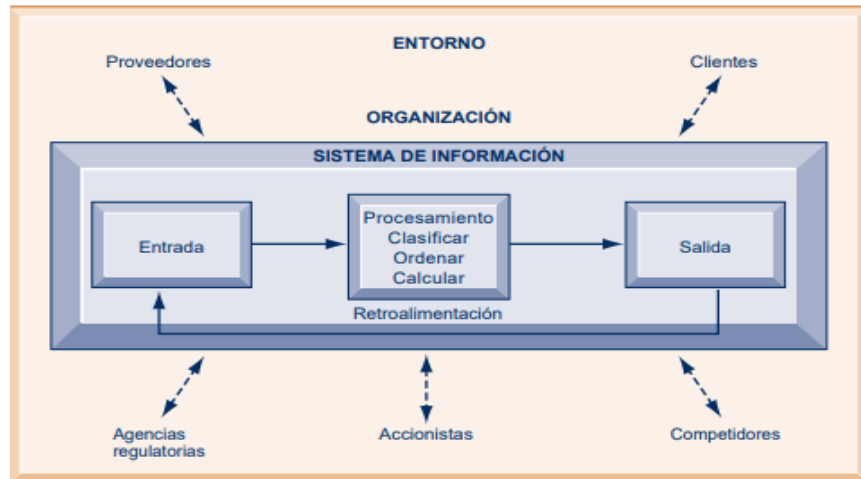 ENTORNO
Proveedores
Clientes
ORGANIZACIÓN
SISTEMA DE INFORMACIÓN
Entrada
Procesamiento
Clasificar
Ordenar
Calcular
Salida
Retroalimentación
Agencias
regulatorias
Accionistas
Competidores